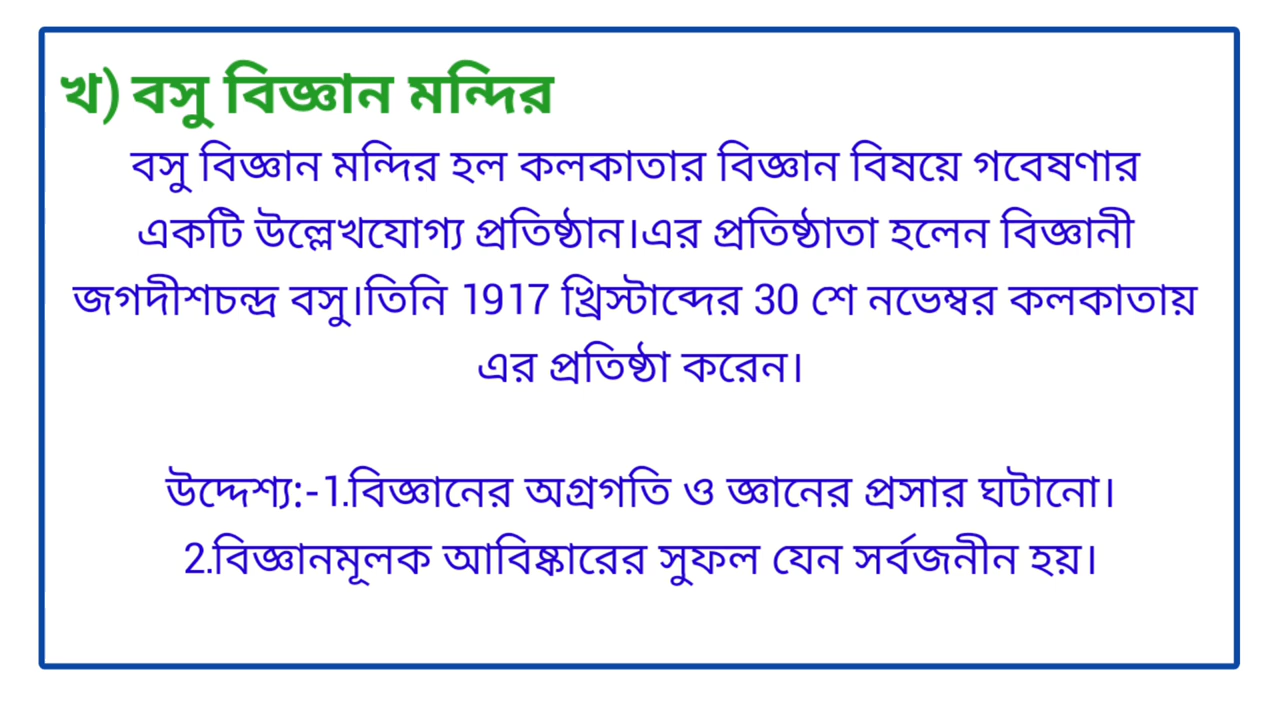 খ) বসু বিজ্ঞান মন্দির
বসু বিজ্ঞান মন্দির হল কলকাতার বিজ্ঞান বিষয়ে গবেষণার
একটি উল্লেখযোগ্য প্রতিষ্ঠান।এর প্রতিষ্ঠাতা হলেন বিজ্ঞানী
জগদীশচন্দ্র বসু।তিনি 1917 খ্রিস্টাব্দের 30 শে নভেম্বর কলকাতায়
এর প্রতিষ্ঠা করেন।
উদ্দেশ্য:-1.বিজ্ঞানের অগ্রগতি ও জ্ঞানের প্রসার ঘটানো।
2.বিজ্ঞানমূলক আবিষ্কারের সুফল যেন সর্বজনীন হয়।